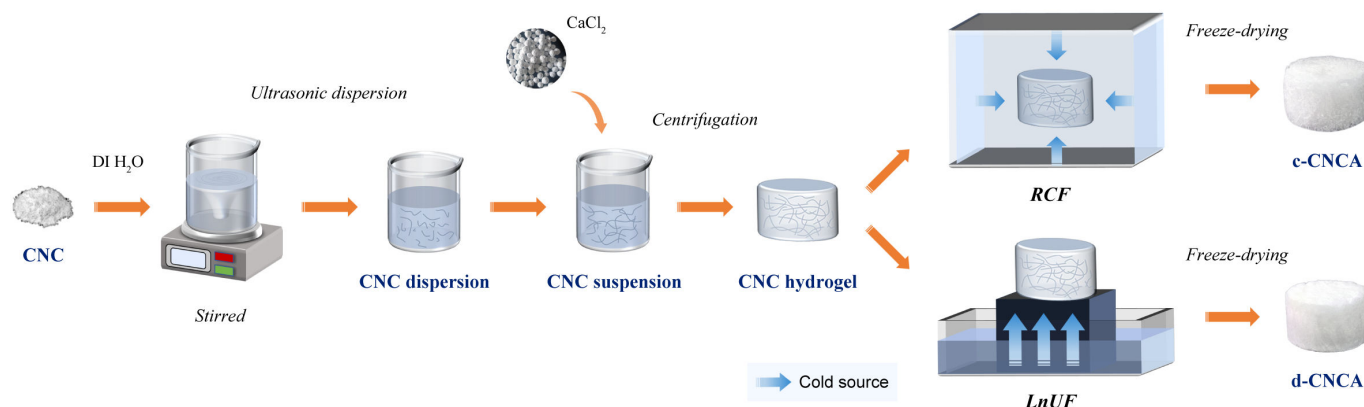 CNC
DI H₂O
Stirred
Ultrasonic dispersion
CNC dispersion
CaCl₂
CNC suspension
Centrifugation
CNC hydrogel
RCF
Freeze-drying
c-CNCA
LnUF
Freeze-drying
d-CNCA
Cold source